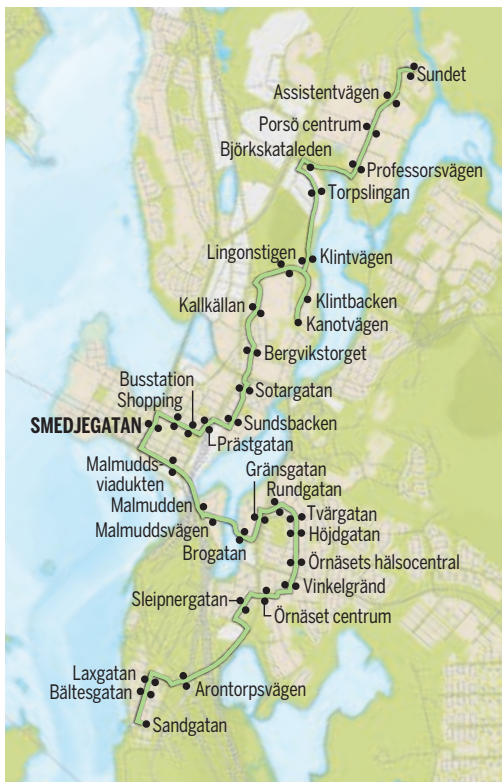 Sundet
Assistentvägen
Porsö centrum
Björkskataleden
Professorsvägen
Torpslingan
Lingonstigen
Klintvägen
Klintbacken
Kallkällan
Kanotvägen
Bergvikstorget
Busstation
Shopping
Sotargatan
SMEDJEGATAN
Sundsbacken
Prästgatan
Malmudds-
viadukten
Gränsgatan
Rundgatan
Malmudden
Tvärgatan
Malmuddsvägen
Höjdgatan
Brogatan
Örnäsets hälsocentral
Vinkelgränd
Sleipnergatan
Örnäset centrum
Laxgatan
Bältesgatan
Arontorpsvägen
Sandgatan